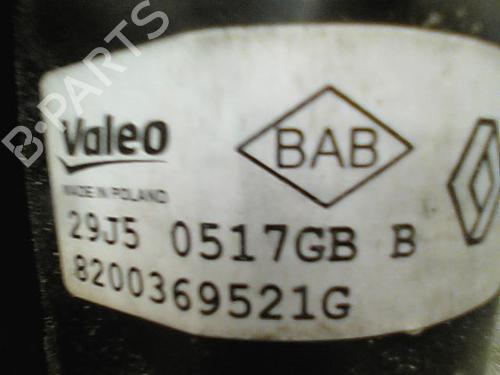 B-PARTS
Valeo
BAB
MADE IN POLAND
29J5 0517GB B
8200369521G